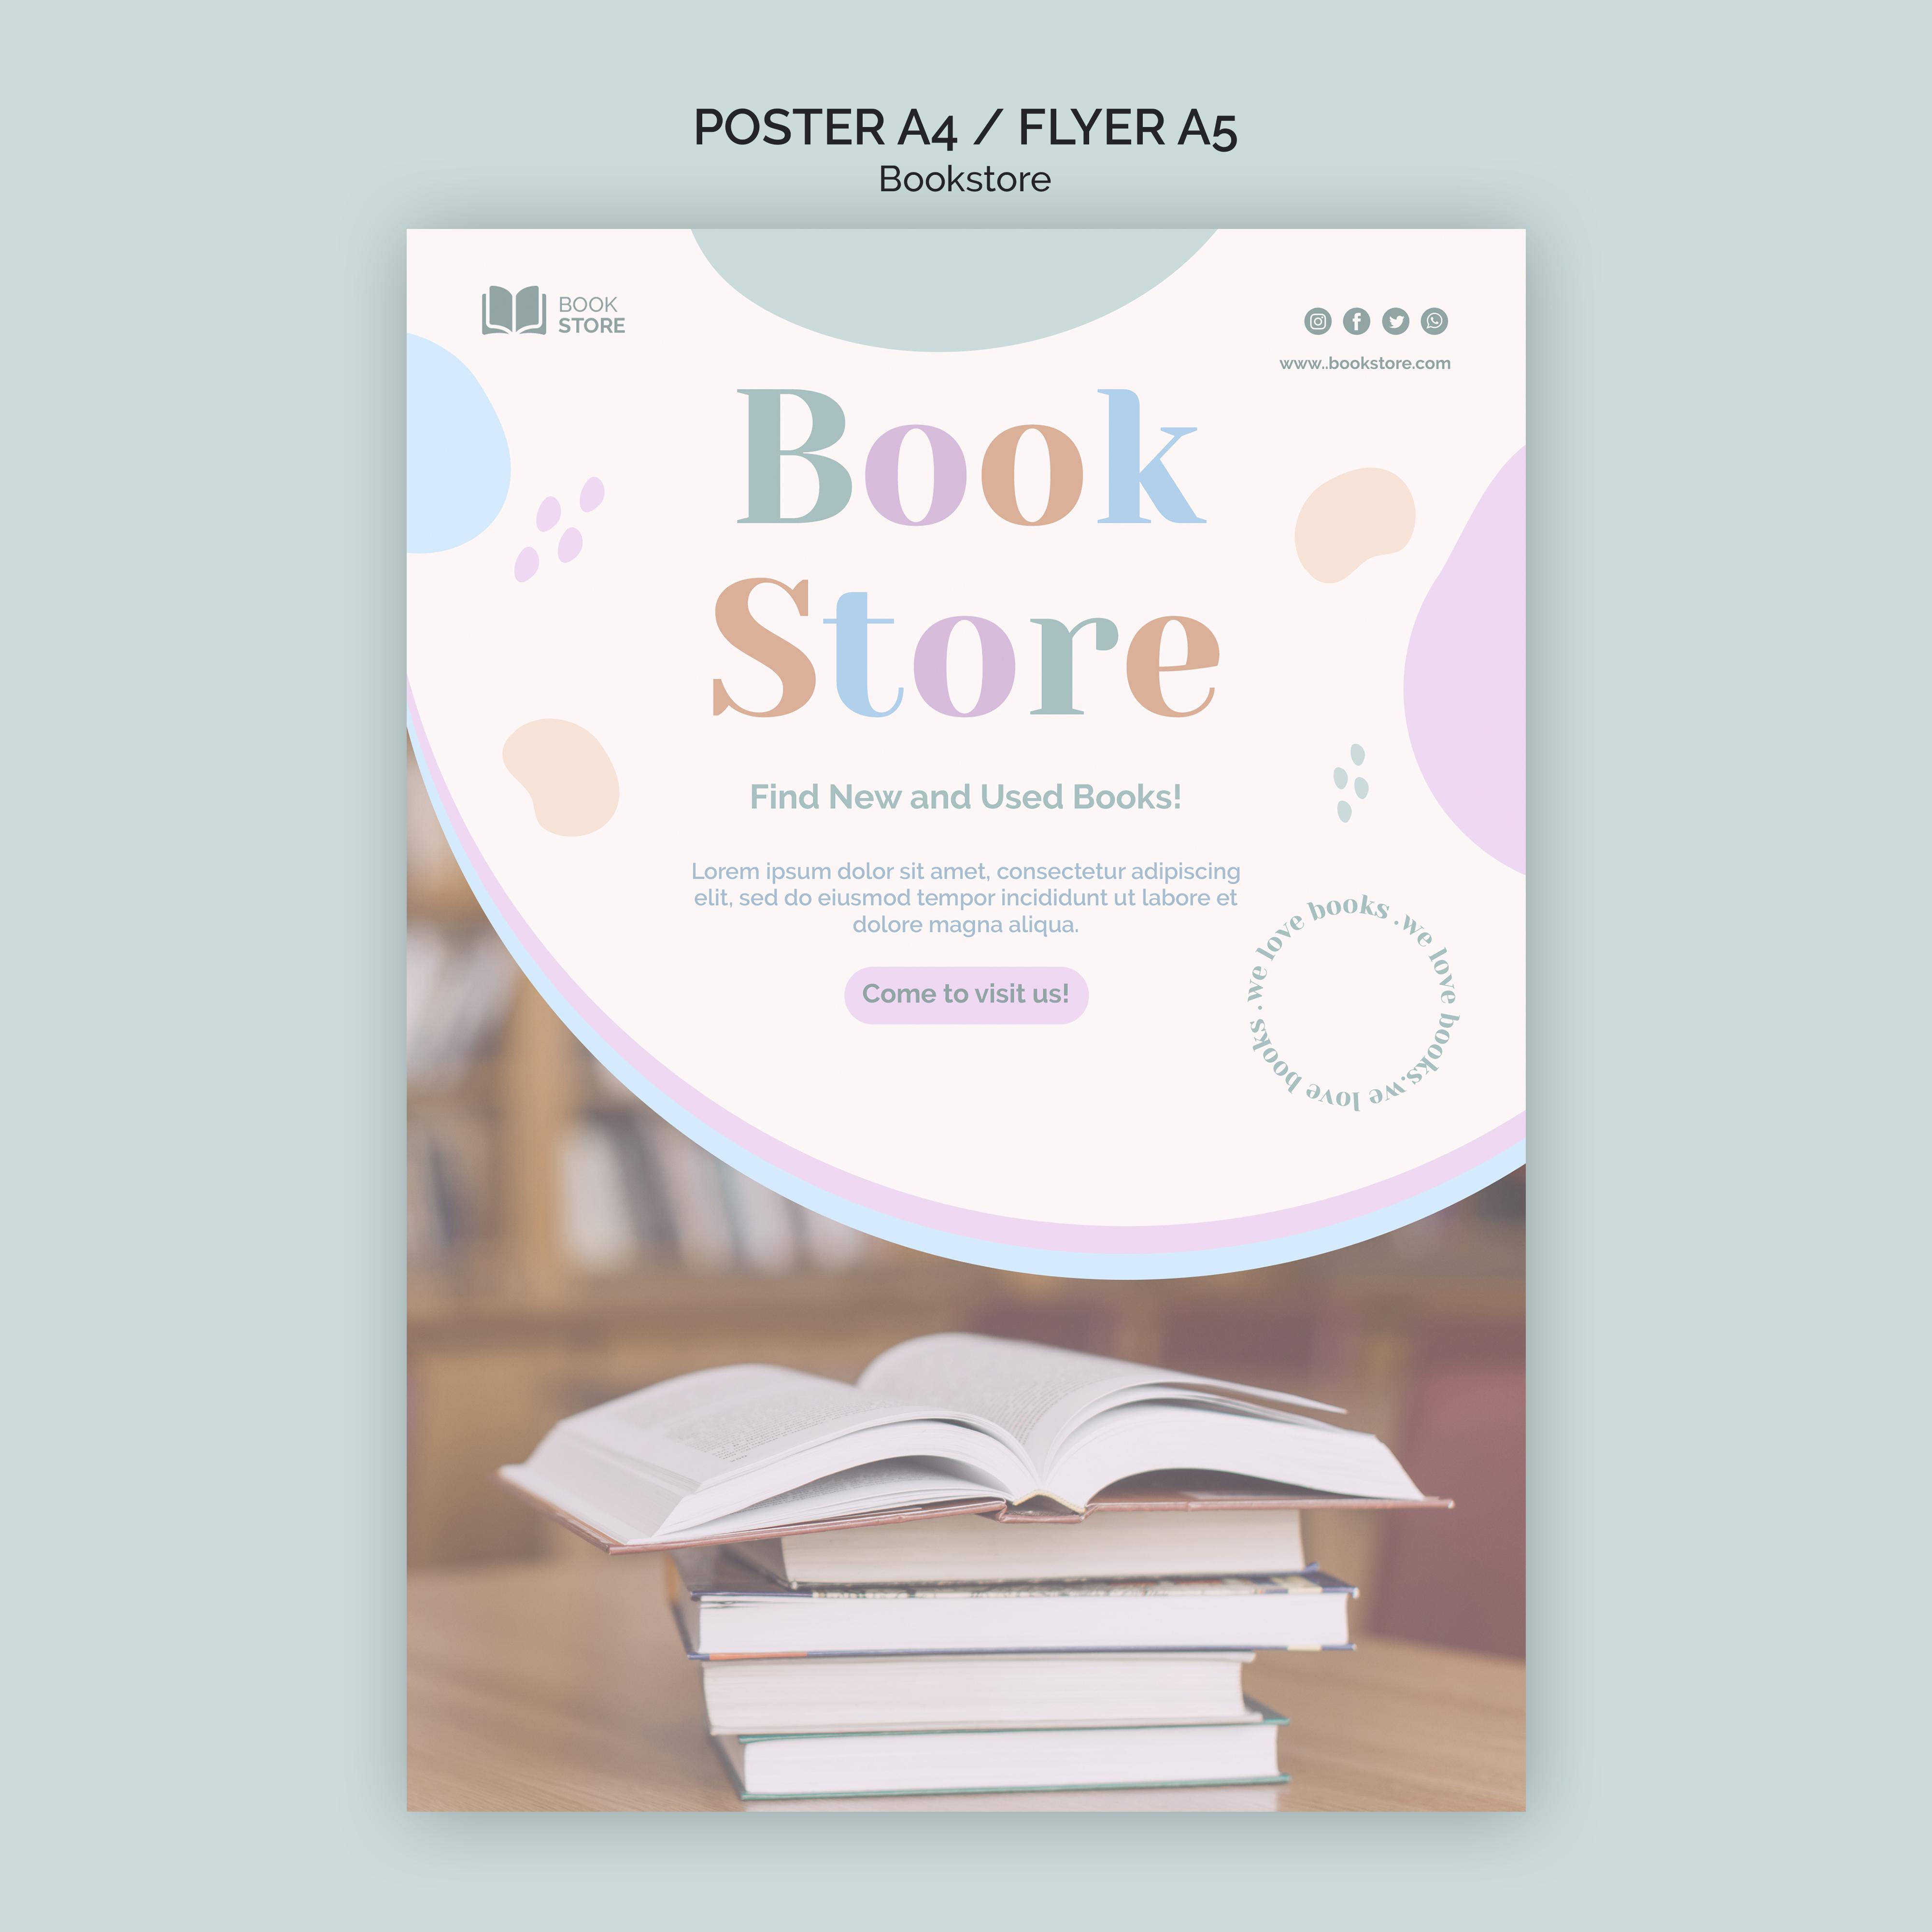 POSTER A4 / FLYER A5
Bookstore
BOOK
STORE
www..bookstore.com
Book
Store
Find New and Used Books!
Lorem ipsum dolor sit amet, consectetur adipiscing
elit, sed do eiusmod tempor incididunt ut labore et
dolore magna aliqua.
Come to visit us!
.we love books .we love books.we love books